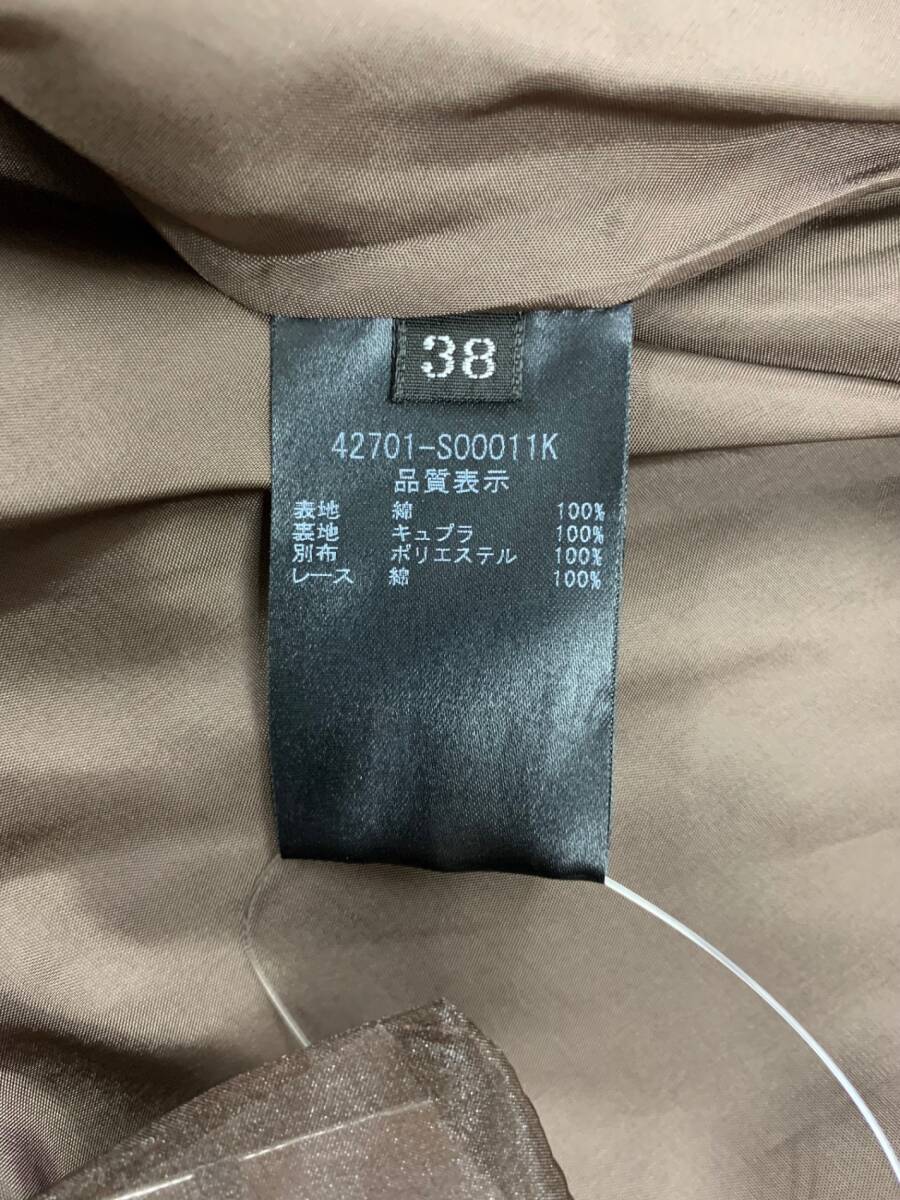 38
42701-S00011K
品質表示
表地 綿 100%
裏地 キュプラ 100%
別布 ポリエステル 100%
レース 綿 100%